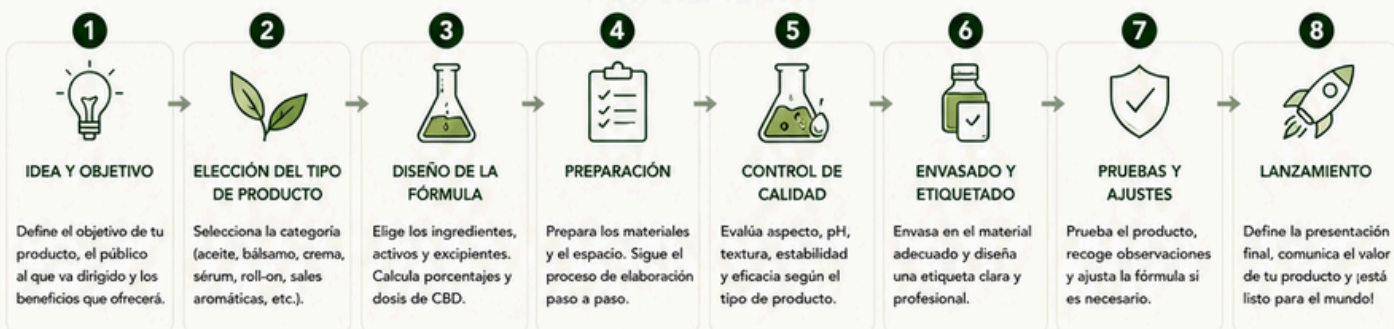 1
IDEA Y OBJETIVO
Define el objetivo de tu
producto, el público
al que va dirigido y los
beneficios que ofrecerá.
2
ELECCIÓN DEL TIPO
DE PRODUCTO
Selecciona la categoría
(aceite, bálsamo, crema,
sérum, roll-on, sales
aromáticas, etc.).
3
DISEÑO DE LA
FÓRMULA
Elige los ingredientes,
activos y excipientes.
Calcula porcentajes y
dosis de CBD.
4
PREPARACIÓN
Prepara los materiales
y el espacio. Sigue el
proceso de elaboración
paso a paso.
5
CONTROL DE
CALIDAD
Evalúa aspecto, pH,
textura, estabilidad
y eficacia según el
tipo de producto.
6
ENVASADO Y
ETIQUETADO
Envasa en el material
adecuado y diseña
una etiqueta clara y
profesional.
7
PRUEBAS Y
AJUSTES
Prueba el producto,
recoge observaciones
y ajusta la fórmula si
es necesario.
8
LANZAMIENTO
Define la presentación
final, comunica el valor
de tu producto y ¡está
listo para el mundo!